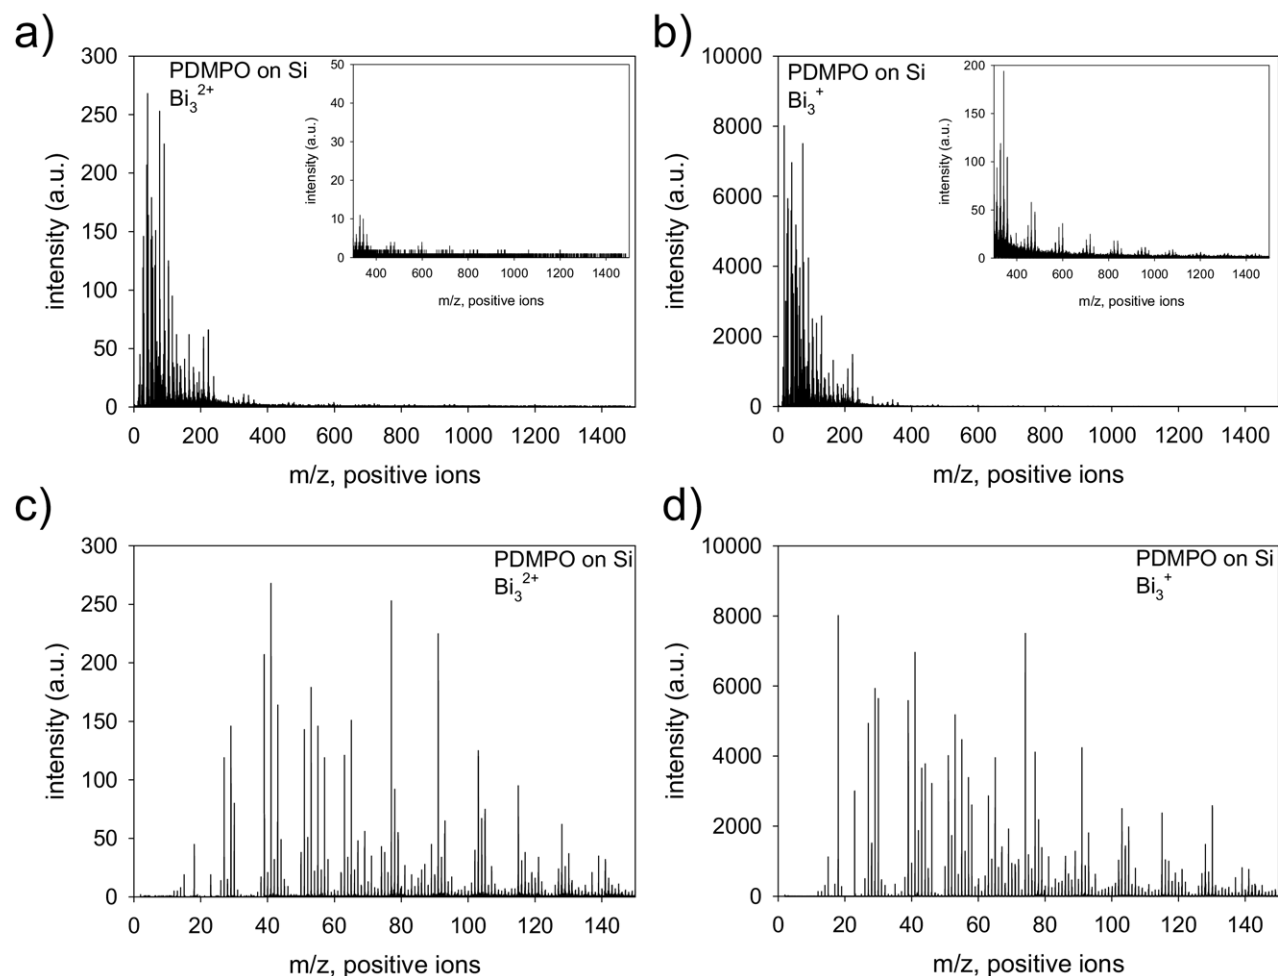 a)
PDMPO on Si
Bi₃²⁺
intensity (a.u.)
300
250
200
150
100
50
0
0 200 400 600 800 1000 1200 1400
m/z, positive ions
intensity (a.u.)
50
40
30
20
10
0
400 600 800 1000 1200 1400
m/z, positive ions
b)
PDMPO on Si
Bi₃⁺
intensity (a.u.)
10000
8000
6000
4000
2000
0
0 200 400 600 800 1000 1200 1400
m/z, positive ions
intensity (a.u.)
200
150
100
50
0
400 600 800 1000 1200 1400
m/z, positive ions
c)
PDMPO on Si
Bi₃²⁺
intensity (a.u.)
300
250
200
150
100
50
0
0 20 40 60 80 100 120 140
m/z, positive ions
d)
PDMPO on Si
Bi₃⁺
intensity (a.u.)
10000
8000
6000
4000
2000
0
0 20 40 60 80 100 120 140
m/z, positive ions